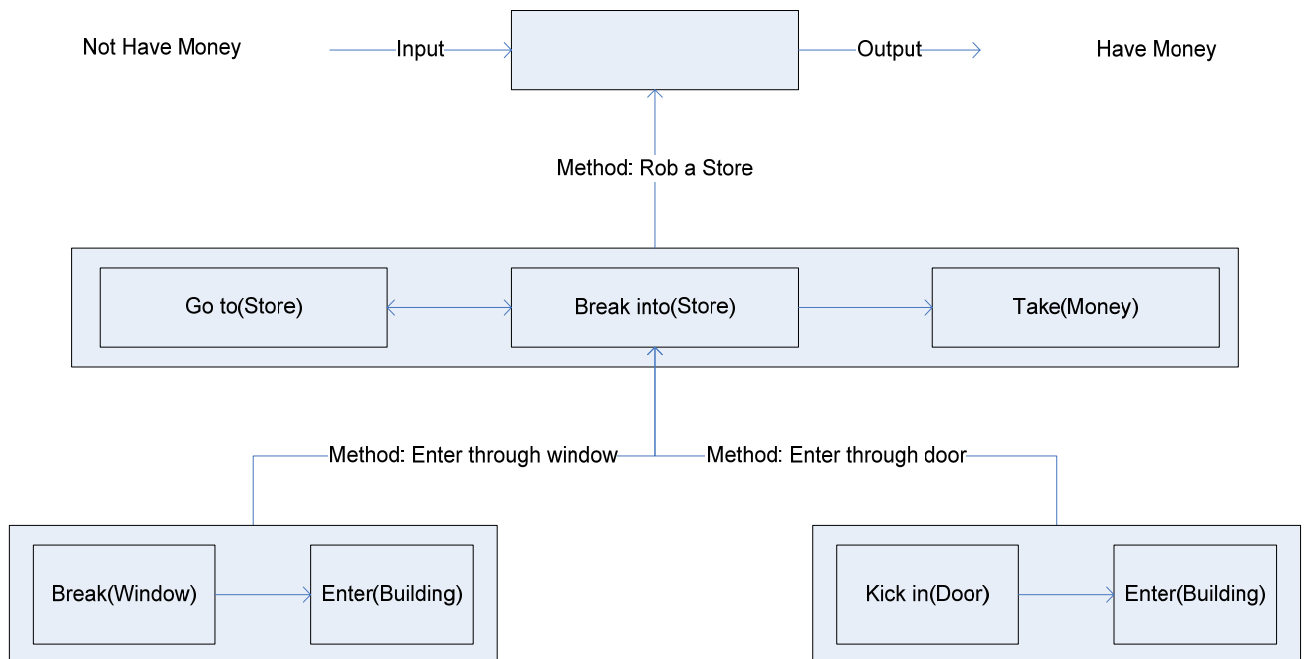 Not Have Money
Input
Output
Have Money
Method: Rob a Store
Go to(Store)
Break into(Store)
Take(Money)
Method: Enter through window
Method: Enter through door
Break(Window)
Enter(Building)
Kick in(Door)
Enter(Building)